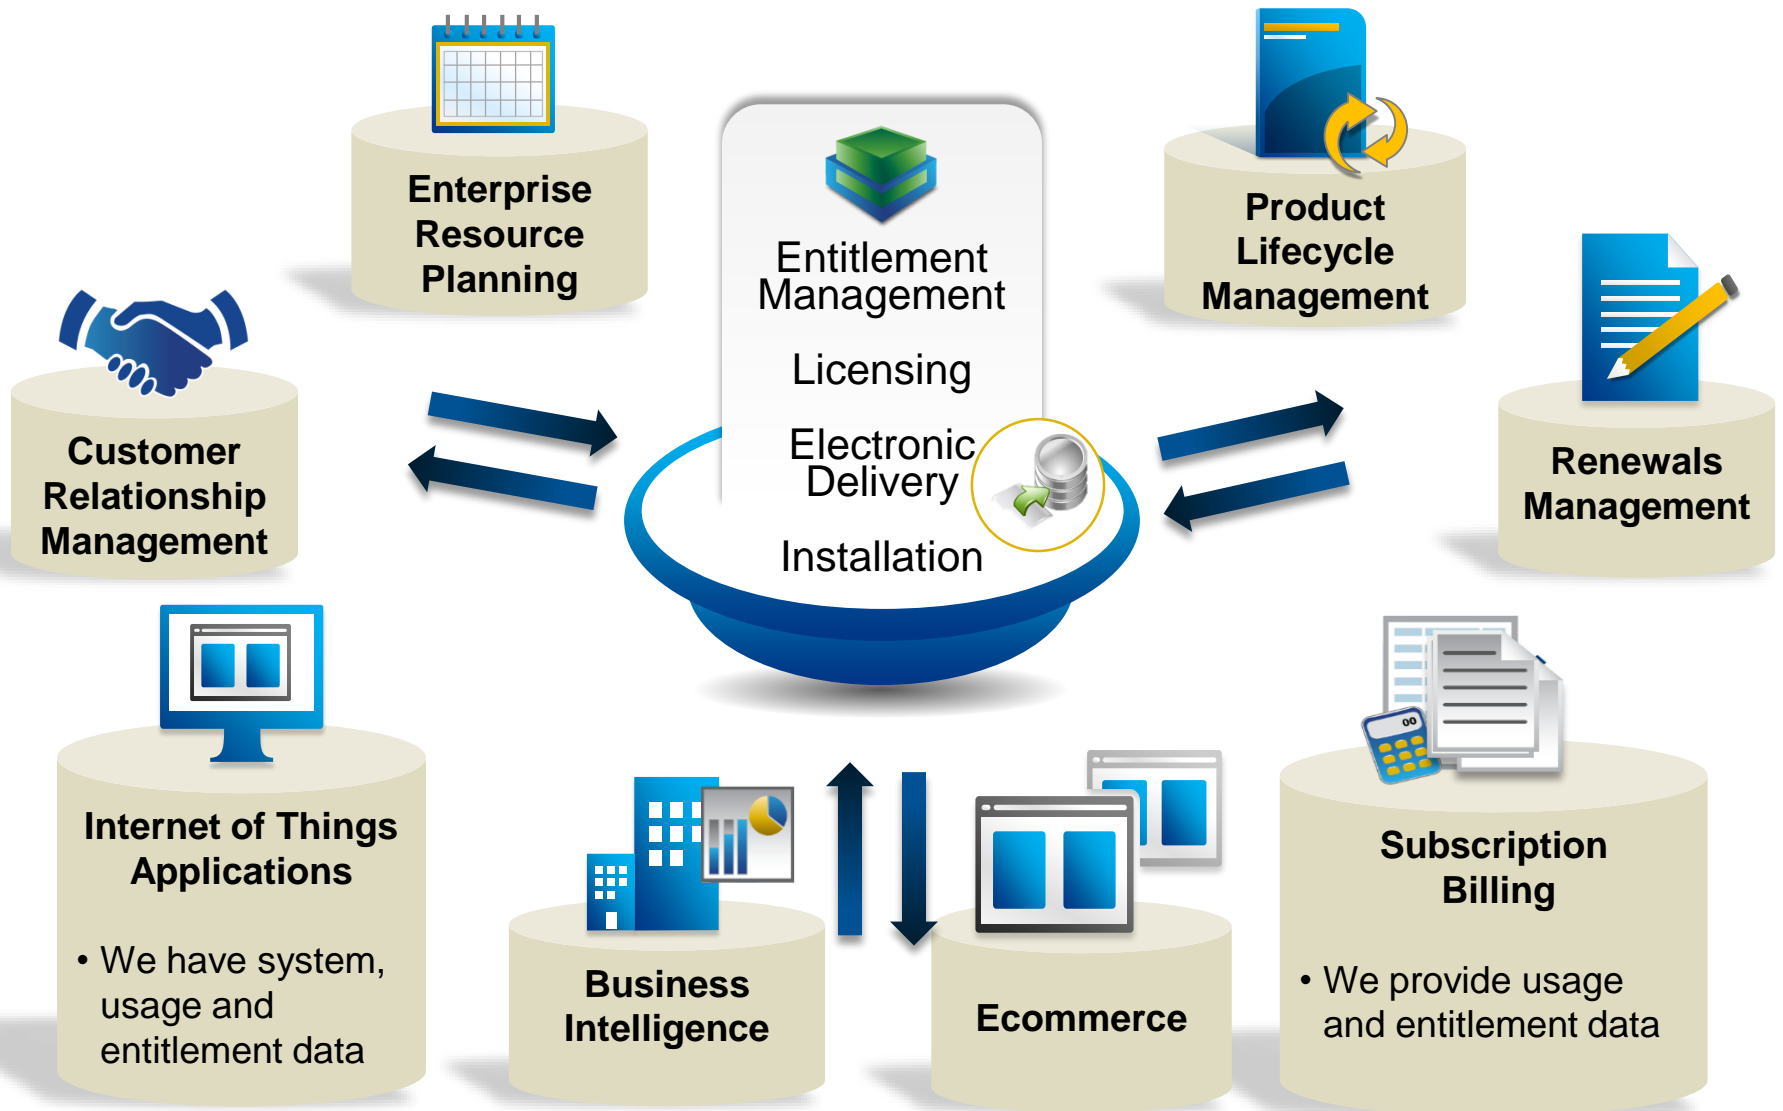 Enterprise
Resource
Planning
Entitlement
Management
Licensing
Electronic
Delivery
Installation
Product
Lifecycle
Management
Customer
Relationship
Management
Renewals
Management
Internet of Things
Applications
• We have system,
usage and
entitlement data
Business
Intelligence
Ecommerce
00
Subscription
Billing
• We provide usage
and entitlement data